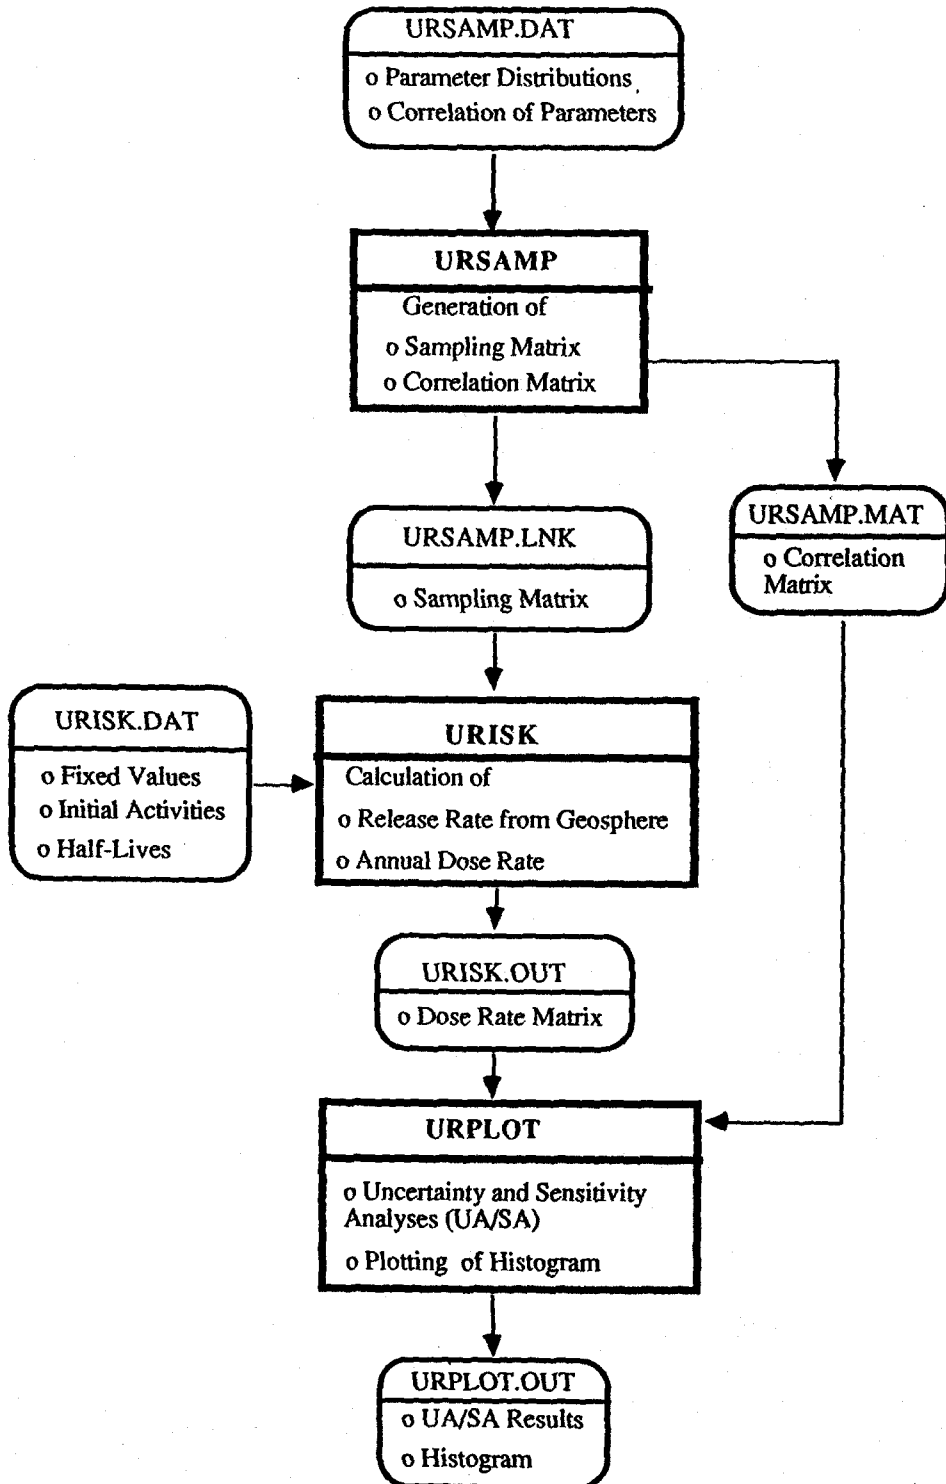 URSAMP.DAT
o Parameter Distributions
o Correlation of Parameters
URSAMP
Generation of
o Sampling Matrix
o Correlation Matrix
URSAMP.LNK
o Sampling Matrix
URSAMP.MAT
o Correlation
Matrix
URISK.DAT
o Fixed Values
o Initial Activities
o Half-Lives
URISK
Calculation of
o Release Rate from Geosphere
o Annual Dose Rate
URISK.OUT
o Dose Rate Matrix
URPLOT
o Uncertainty and Sensitivity
Analyses (UA/SA)
o Plotting of Histogram
URPLOT.OUT
o UA/SA Results
o Histogram